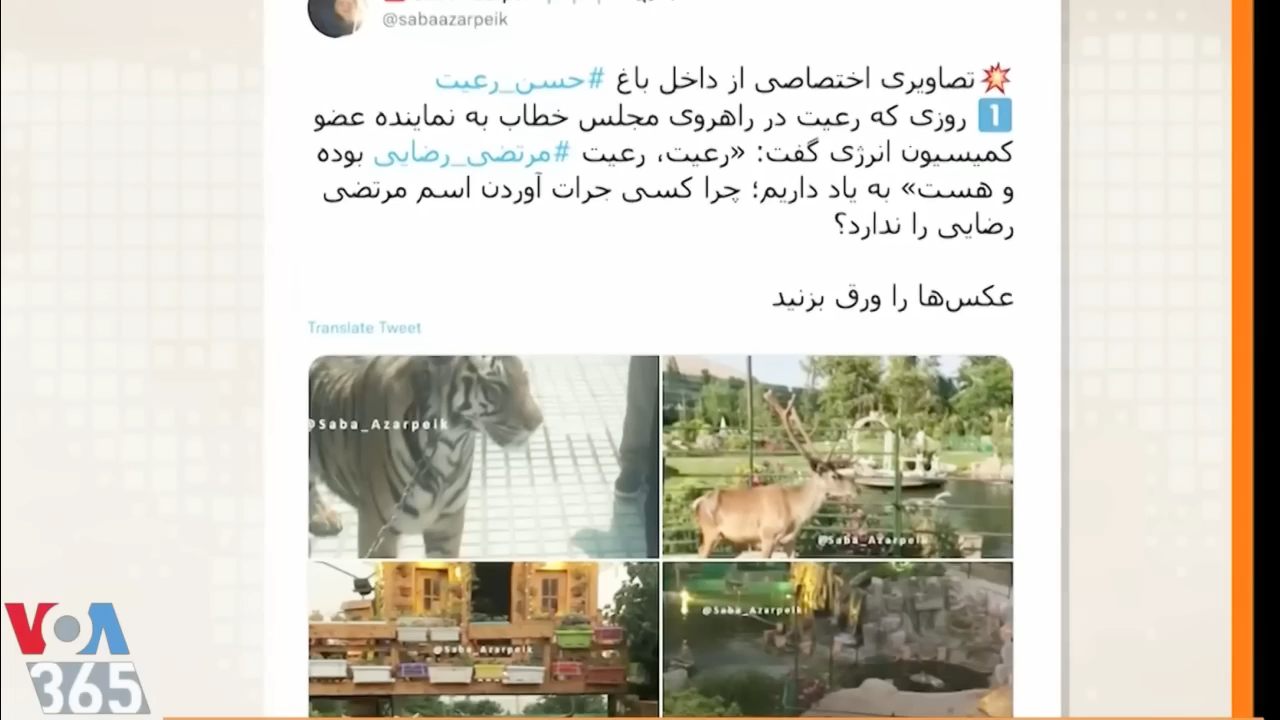 @sabaazarpeik
💥تصاویری اختصاصی از داخل باغ #حسن_رعیت
1️⃣ روزی که رعیت در راهروی مجلس خطاب به نماینده عضو
کمیسیون انرژی گفت: «رعیت، رعیت #مرتضی_رضایی بوده
و هست» به یاد داریم؛ چرا کسی جرات آوردن اسم مرتضی
رضایی را ندارد؟
عکس‌ها را ورق بزنید
Translate Tweet
@Saba_Azarpeik
@Saba_Azarpeik
@Saba_Azarpeik
@Saba_Azarpeik
VOA
365